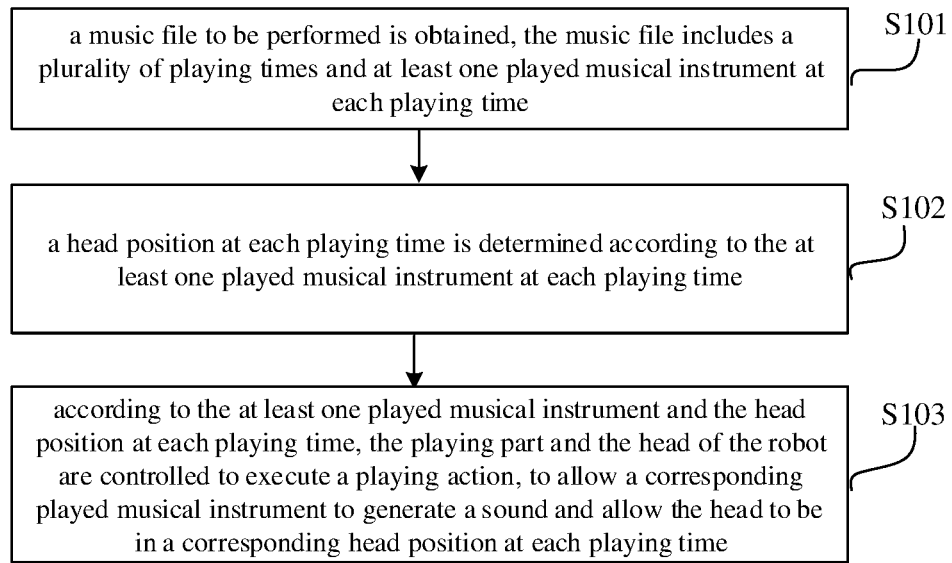 a music file to be performed is obtained, the music file includes a
plurality of playing times and at least one played musical instrument at
each playing time
S101
a head position at each playing time is determined according to the at
least one played musical instrument at each playing time
S102
according to the at least one played musical instrument and the head
position at each playing time, the playing part and the head of the robot
are controlled to execute a playing action, to allow a corresponding
played musical instrument to generate a sound and allow the head to be
in a corresponding head position at each playing time
S103